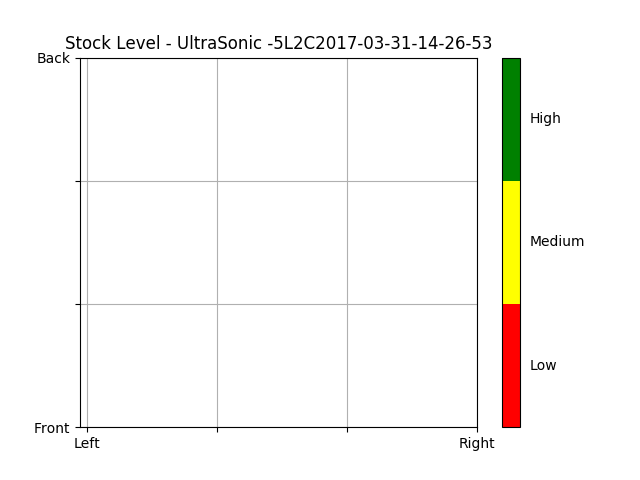 Stock Level - UltraSonic -5L2C2017-03-31-14-26-53
Back
High
Medium
Low
Front
Left
Right